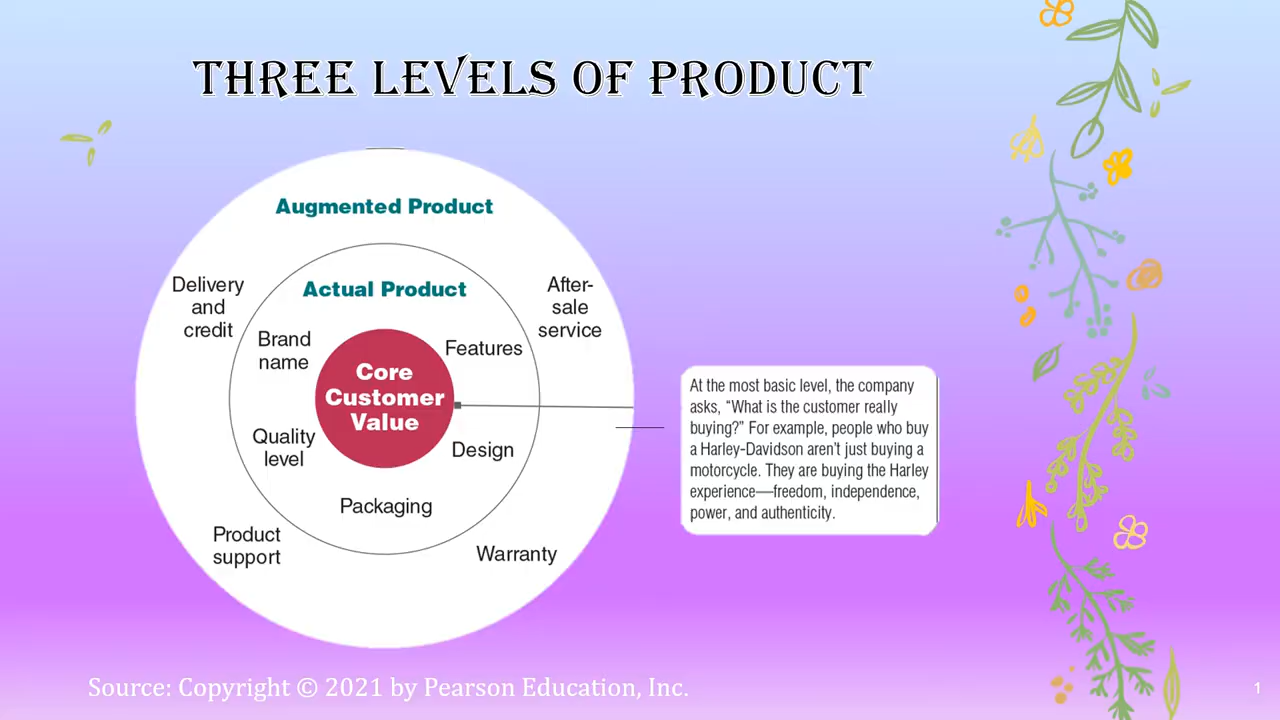 THREE LEVELS OF PRODUCT
Augmented Product
Delivery
and
credit
After-
sale
service
Actual Product
Brand
name
Features
Core
Customer
Value
Quality
level
Design
Packaging
Product
support
Warranty
At the most basic level, the company
asks, “What is the customer really
buying?” For example, people who buy
a Harley-Davidson aren’t just buying a
motorcycle. They are buying the Harley
experience—freedom, independence,
power, and authenticity.
Source: Copyright © 2021 by Pearson Education, Inc.
1